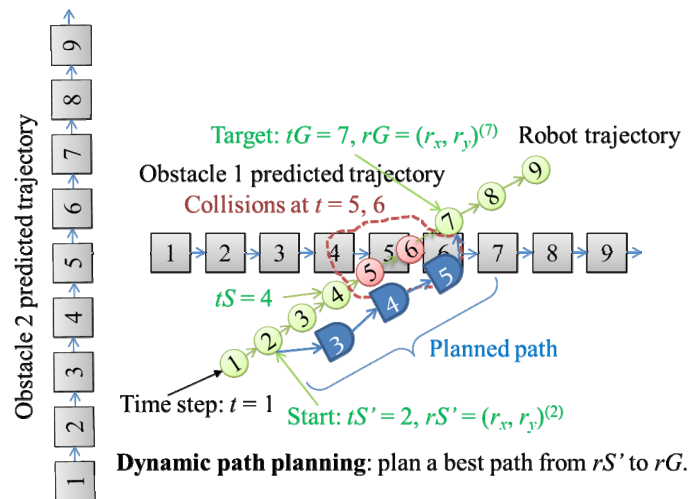 Obstacle 2 predicted trajectory
9
8
7
6
5
4
3
2
1
Target: tG = 7, rG = (rx, ry)(7)
Robot trajectory
Obstacle 1 predicted trajectory
Collisions at t = 5, 6
1 2 3 4 5 6 7 8 9
1 2 3 4 5 6 7 8 9
3 4 5
tS = 4
Planned path
Time step: t = 1
Start: tS’ = 2, rS’ = (rx, ry)(2)
Dynamic path planning: plan a best path from rS’ to rG.